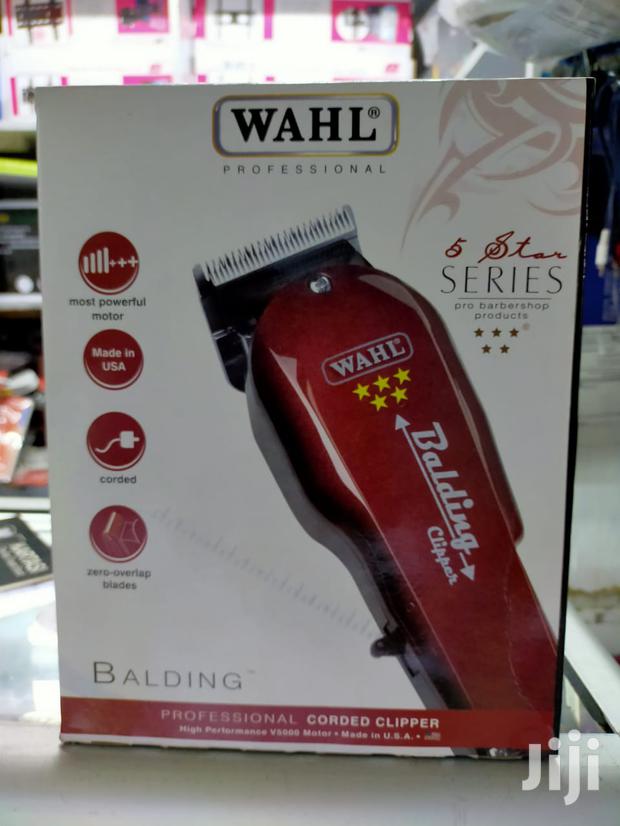 WAHL®
PROFESSIONAL
5 Star
SERIES
pro barbershop
products
most powerful
motor
Made in
USA
corded
zero-overlap
blades
WAHL
Balding
Clipper
BALDING™
PROFESSIONAL CORDED CLIPPER
High Performance V5000 Motor • Made in U.S.A. •
Jiji